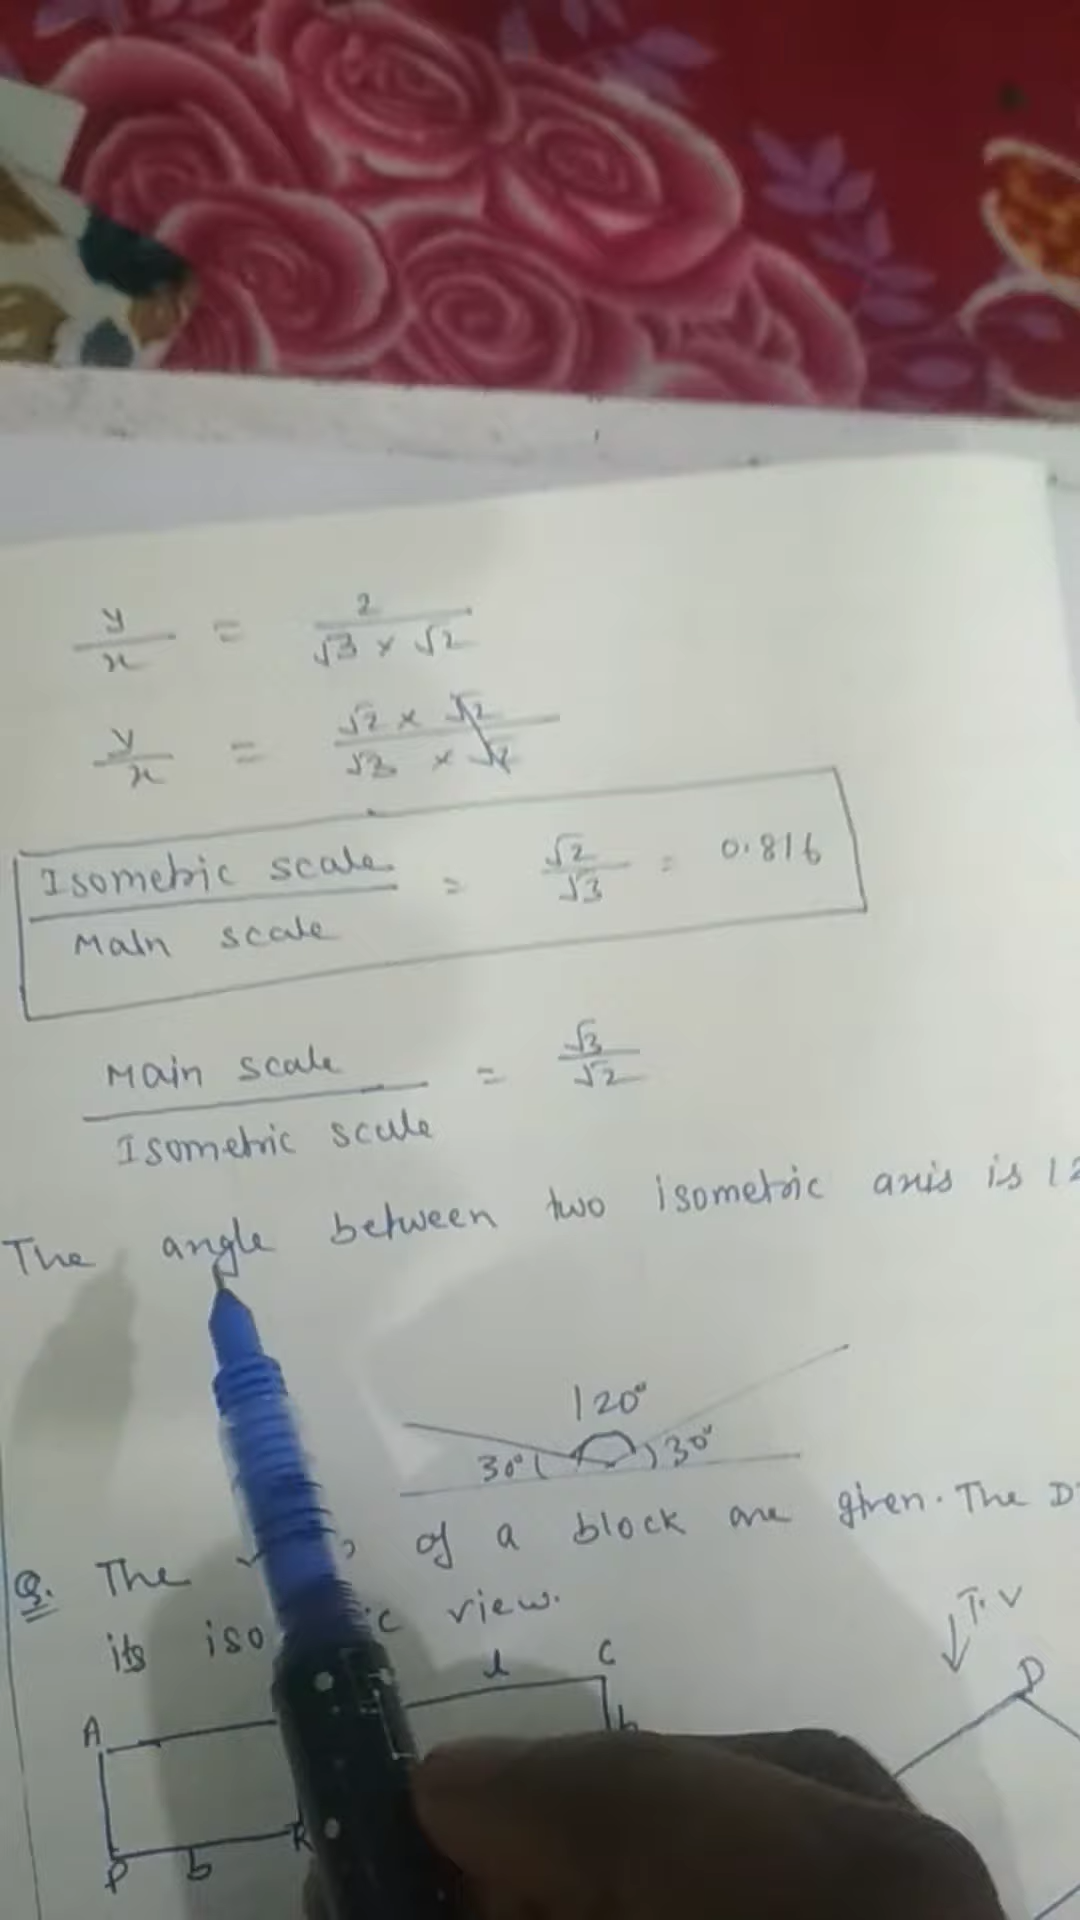 y/x = 2/√3 × √2
y/x = √2 × √2/√3 × √2
Isometric scale/Main scale = √2/√3 = 0.816
Main scale/Isometric scale = √3/√2
The angle between two isometric axis is 12
120°
30° 30°
Q. The of a block are given. The
its iso ic view.
T.V
A l C D
h
P b R